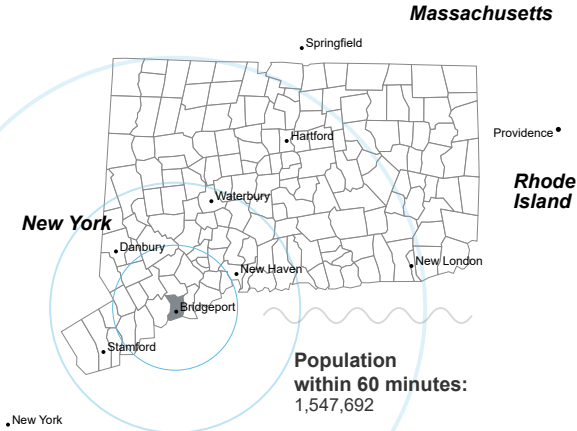 Massachusetts
Springfield
Providence
Hartford
Rhode
Island
Waterbury
New York
Danbury
New Haven
New London
Bridgeport
Stamford
Population
within 60 minutes:
1,547,692
New York